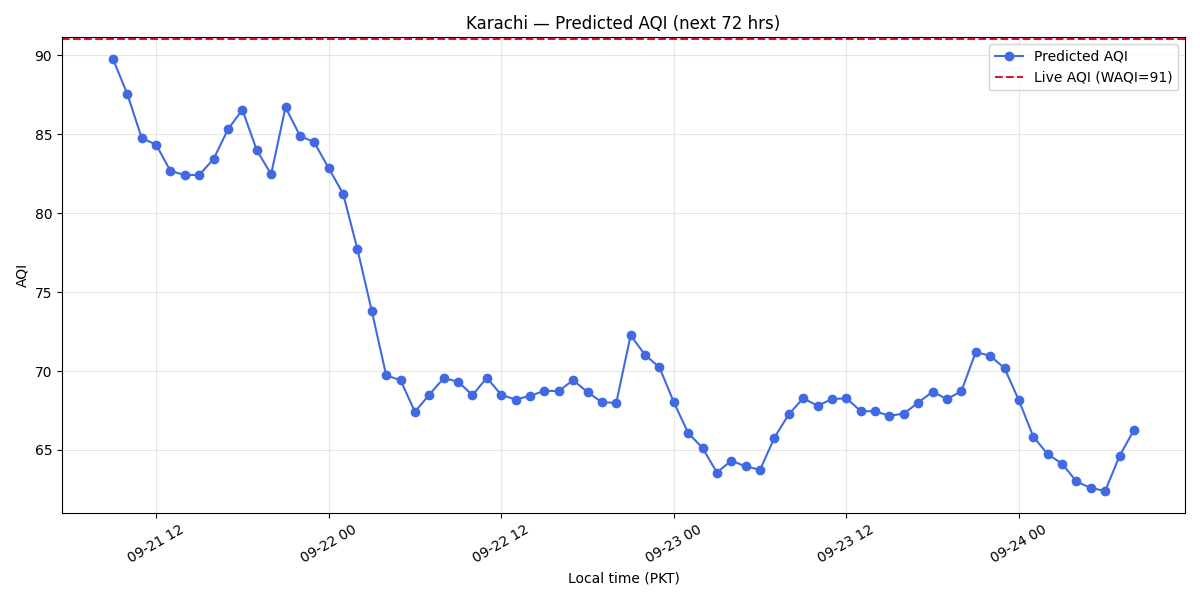 Karachi — Predicted AQI (next 72 hrs)
Predicted AQI
Live AQI (WAQI=91)
AQI
90
85
80
75
70
65
09-21 12
09-22 00
09-22 12
09-23 00
09-23 12
09-24 00
Local time (PKT)